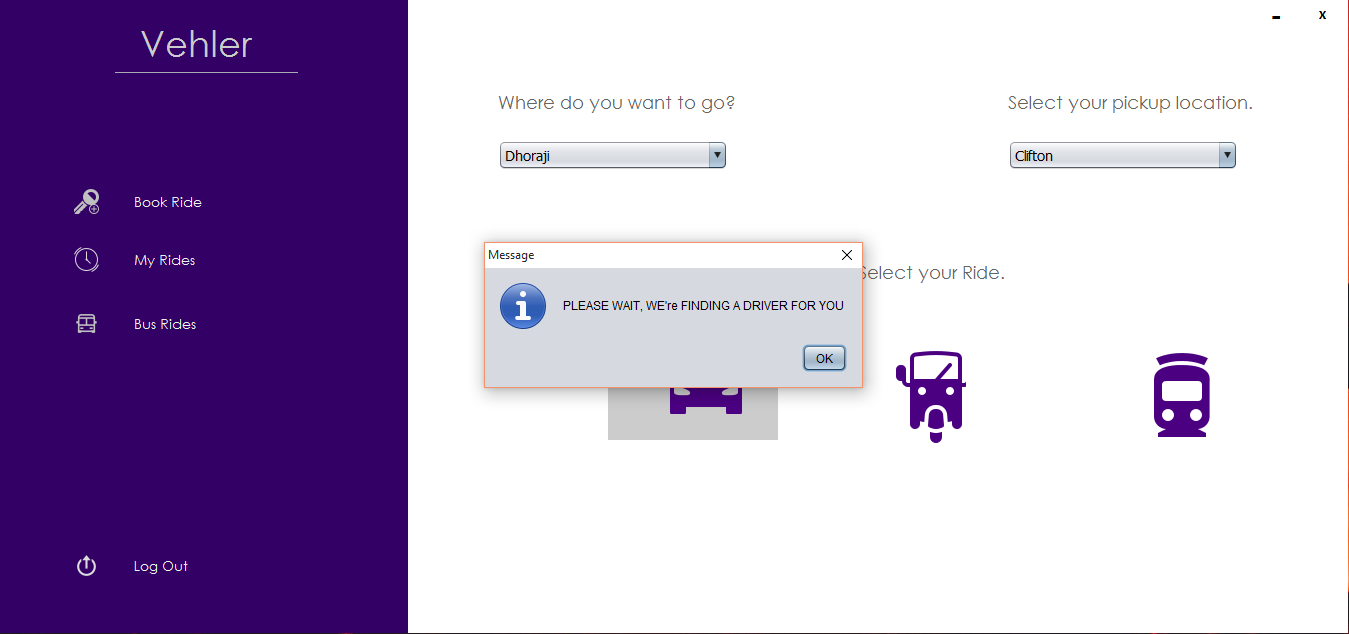 Vehler
Book Ride
My Rides
Bus Rides
Log Out
- x
Where do you want to go?
Select your pickup location.
Dhoraji
Clifton
Select your Ride.
Message
PLEASE WAIT, WE're FINDING A DRIVER FOR YOU
OK